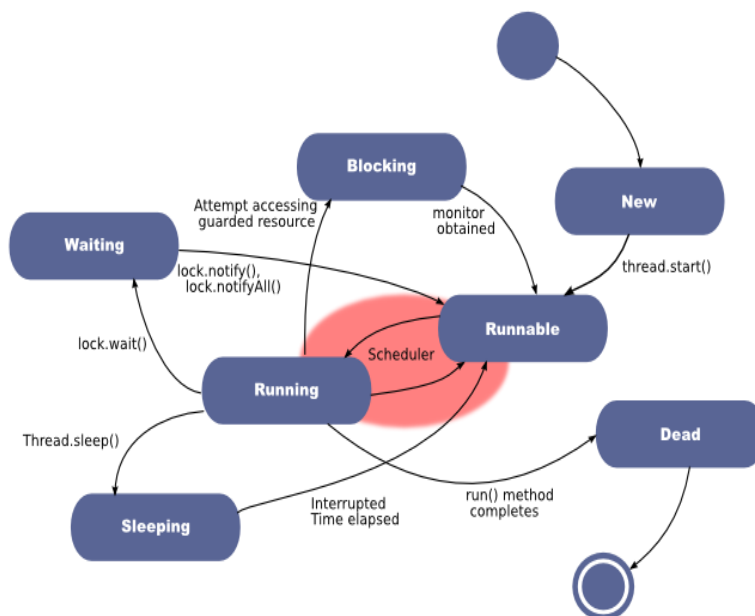 Blocking
Attempt accessing
guarded resource
monitor
obtained
New
Waiting
lock.notify(),
lock.notifyAll()
thread.start()
Runnable
lock.wait()
Scheduler
Running
Thread.sleep()
Dead
Interrupted
Time elapsed
run() method
completes
Sleeping